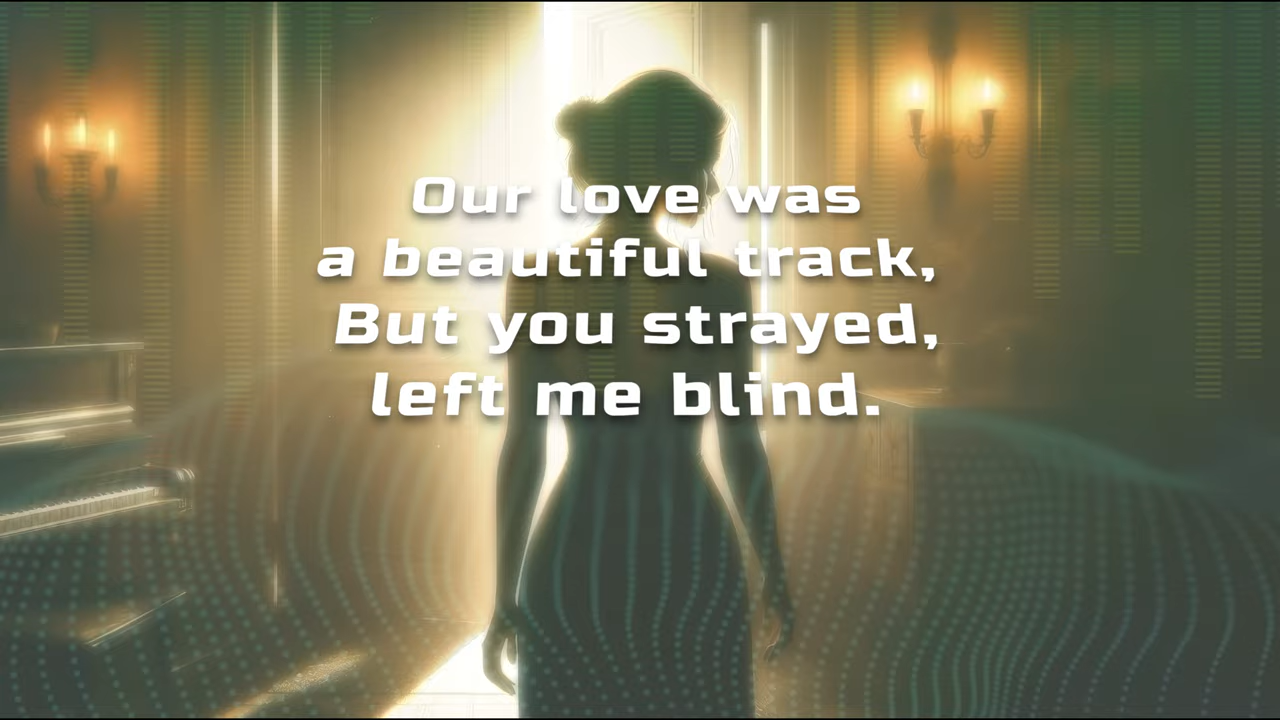 Our love was
a beautiful track,
But you strayed,
left me blind.